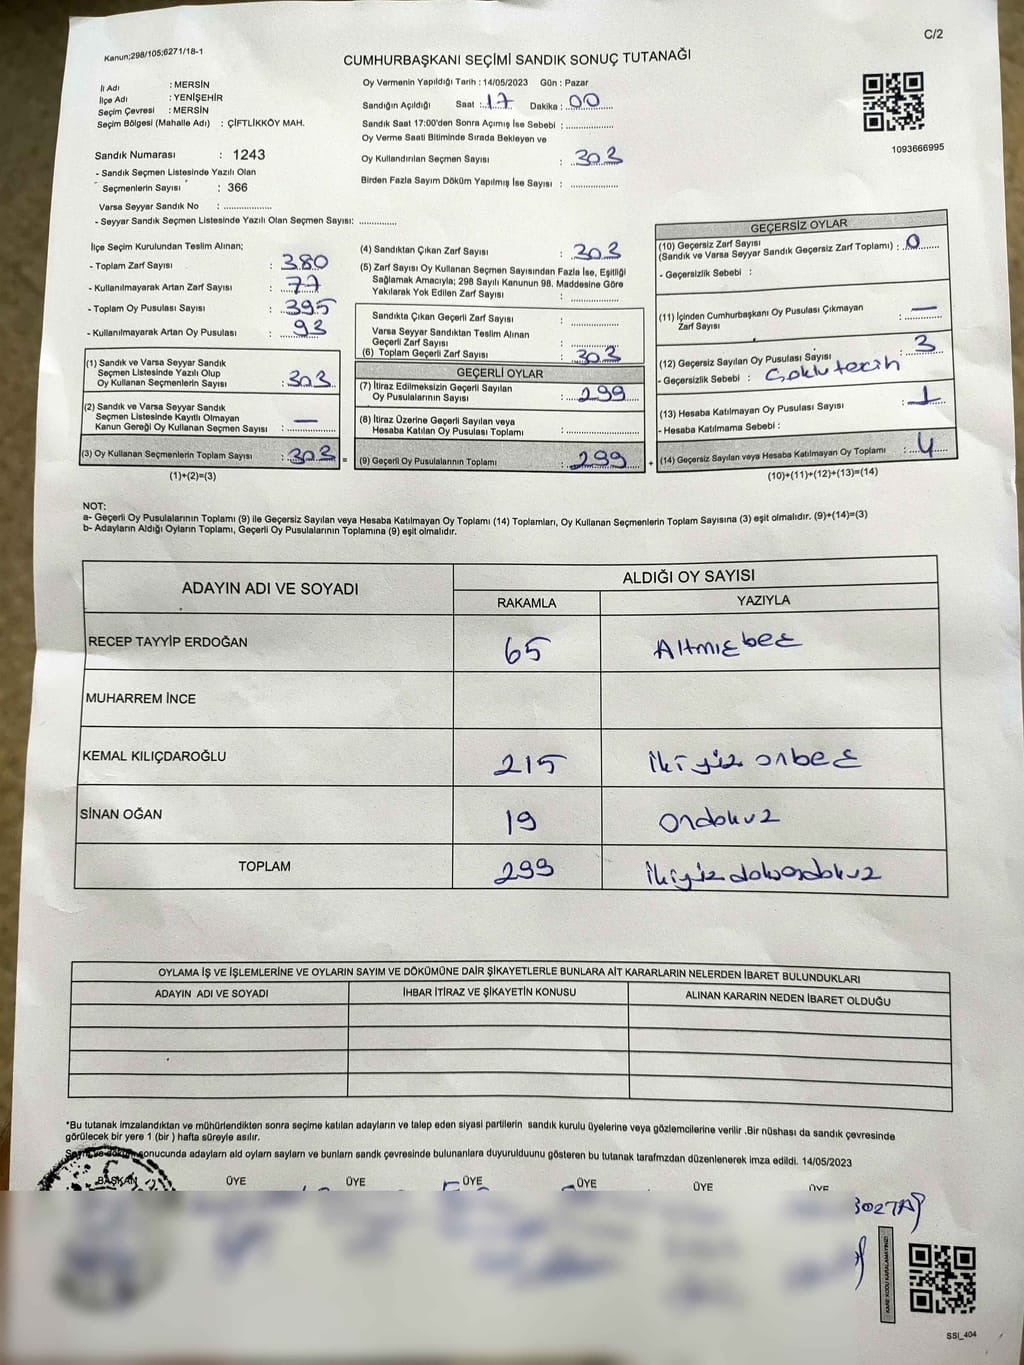 Kanun;298/105;6271/18-1
C/2
CUMHURBAŞKANI SEÇİMİ SANDIK SONUÇ TUTANAĞI
İl Adı : MERSİN
İlçe Adı : YENİŞEHİR
Seçim Çevresi : MERSİN
Seçim Bölgesi (Mahalle Adı) : ÇİFTLİKKÖY MAH.
Oy Vermenin Yapıldığı Tarih : 14/05/2023 Gün : Pazar
Sandığın Açıldığı Saat : 17 Dakika : 00
Sandık Saat 17:00'den Sonra Açımış İse Sebebi : ..................
Oy Verme Saati Bitiminde Sırada Bekleyen ve
Oy Kullandırılan Seçmen Sayısı : 303
Birden Fazla Sayım Döküm Yapılmış İse Sayısı : ..................
1093666995
Sandık Numarası : 1243
- Sandık Seçmen Listesinde Yazılı Olan
Seçmenlerin Sayısı : 366
Varsa Seyyar Sandık No : ..................
- Seyyar Sandık Seçmen Listesinde Yazılı Olan Seçmen Sayısı: ..............
İlçe Seçim Kurulundan Teslim Alınan;
- Toplam Zarf Sayısı : 380
- Kullanılmayarak Artan Zarf Sayısı : 77
- Toplam Oy Pusulası Sayısı : 395
- Kullanılmayarak Artan Oy Pusulası : 93
(1) Sandık ve Varsa Seyyar Sandık
Seçmen Listesinde Yazılı Olup
Oy Kullanan Seçmenlerin Sayısı : 303
(2) Sandık ve Varsa Seyyar Sandık
Seçmen Listesinde Kayıtlı Olmayan
Kanun Gereği Oy Kullanan Seçmen Sayısı : —
(3) Oy Kullanan Seçmenlerin Toplam Sayısı : 303 =
(1)+(2)=(3)
(4) Sandıktan Çıkan Zarf Sayısı : 303
(5) Zarf Sayısı Oy Kullanan Seçmen Sayısından Fazla İse, Eşitliği
Sağlamak Amacıyla; 298 Sayılı Kanunun 98. Maddesine Göre
Yakılarak Yok Edilen Zarf Sayısı : ..................
Sandıkta Çıkan Geçerli Zarf Sayısı : ..................
Varsa Seyyar Sandıktan Teslim Alınan
Geçerli Zarf Sayısı : ..................
(6) Toplam Geçerli Zarf Sayısı : 303
GEÇERLİ OYLAR
(7) İtiraz Edilmeksizin Geçerli Sayılan
Oy Pusulalarının Sayısı : 299
(8) İtiraz Üzerine Geçerli Sayılan veya
Hesaba Katılan Oy Pusulası Toplamı : ..................
(9) Geçerli Oy Pusulalarının Toplamı : 299 +
GEÇERSİZ OYLAR
(10) Geçersiz Zarf Sayısı
(Sandık ve Varsa Seyyar Sandık Geçersiz Zarf Toplamı) : 0
- Geçersizlik Sebebi :
(11) İçinden Cumhurbaşkanı Oy Pusulası Çıkmayan
Zarf Sayısı : —
(12) Geçersiz Sayılan Oy Pusulası Sayısı : 3
- Geçersizlik Sebebi : Çoklu tercih
(13) Hesaba Katılmayan Oy Pusulası Sayısı : 1
- Hesaba Katılmama Sebebi :
(14) Geçersiz Sayılan veya Hesaba Katılmayan Oy Toplamı : 4
(10)+(11)+(12)+(13)=(14)
NOT:
a- Geçerli Oy Pusulalarının Toplamı (9) ile Geçersiz Sayılan veya Hesaba Katılmayan Oy Toplamı (14) Toplamları, Oy Kullanan Seçmenlerin Toplam Sayısına (3) eşit olmalıdır. (9)+(14)=(3)
b- Adayların Aldığı Oyların Toplamı, Geçerli Oy Pusulalarının Toplamına (9) eşit olmalıdır.
ADAYIN ADI VE SOYADI
ALDIĞI OY SAYISI
RAKAMLA YAZIYLA
RECEP TAYYİP ERDOĞAN 65 Altmışbeş
MUHARREM İNCE
KEMAL KILIÇDAROĞLU 215 ikiyüz onbeş
SİNAN OĞAN 19 ondokuz
TOPLAM 299 ikiyüzdoksandokuz
OYLAMA İŞ VE İŞLEMLERİNE VE OYLARIN SAYIM VE DÖKÜMÜNE DAİR ŞİKAYETLERLE BUNLARA AİT KARARLARIN NELERDEN İBARET BULUNDUKLARI
ADAYIN ADI VE SOYADI İHBAR İTİRAZ VE ŞİKAYETİN KONUSU ALINAN KARARIN NEDEN İBARET OLDUĞU
*Bu tutanak imzalandıktan ve mühürlendikten sonra seçime katılan adayların ve talep eden siyasi partilerin sandık kurulu üyelerine veya gözlemcilerine verilir .Bir nüshası da sandık çevresinde
görülecek bir yere 1 (bir ) hafta süreyle asılır.
Sayım ve döküm sonucunda adayların ald oylarm saylarm ve bunlarm sandk çevresinde bulunanlara duyurulduunu gösteren bu tutanak tarafmzdan düzenlenerek imza edildi. 14/05/2023
BAŞKAN ÜYE ÜYE ÜYE ÜYE ÜYE ÜYE
KARE KODU KARALAMAYINIZ!
SSI_404